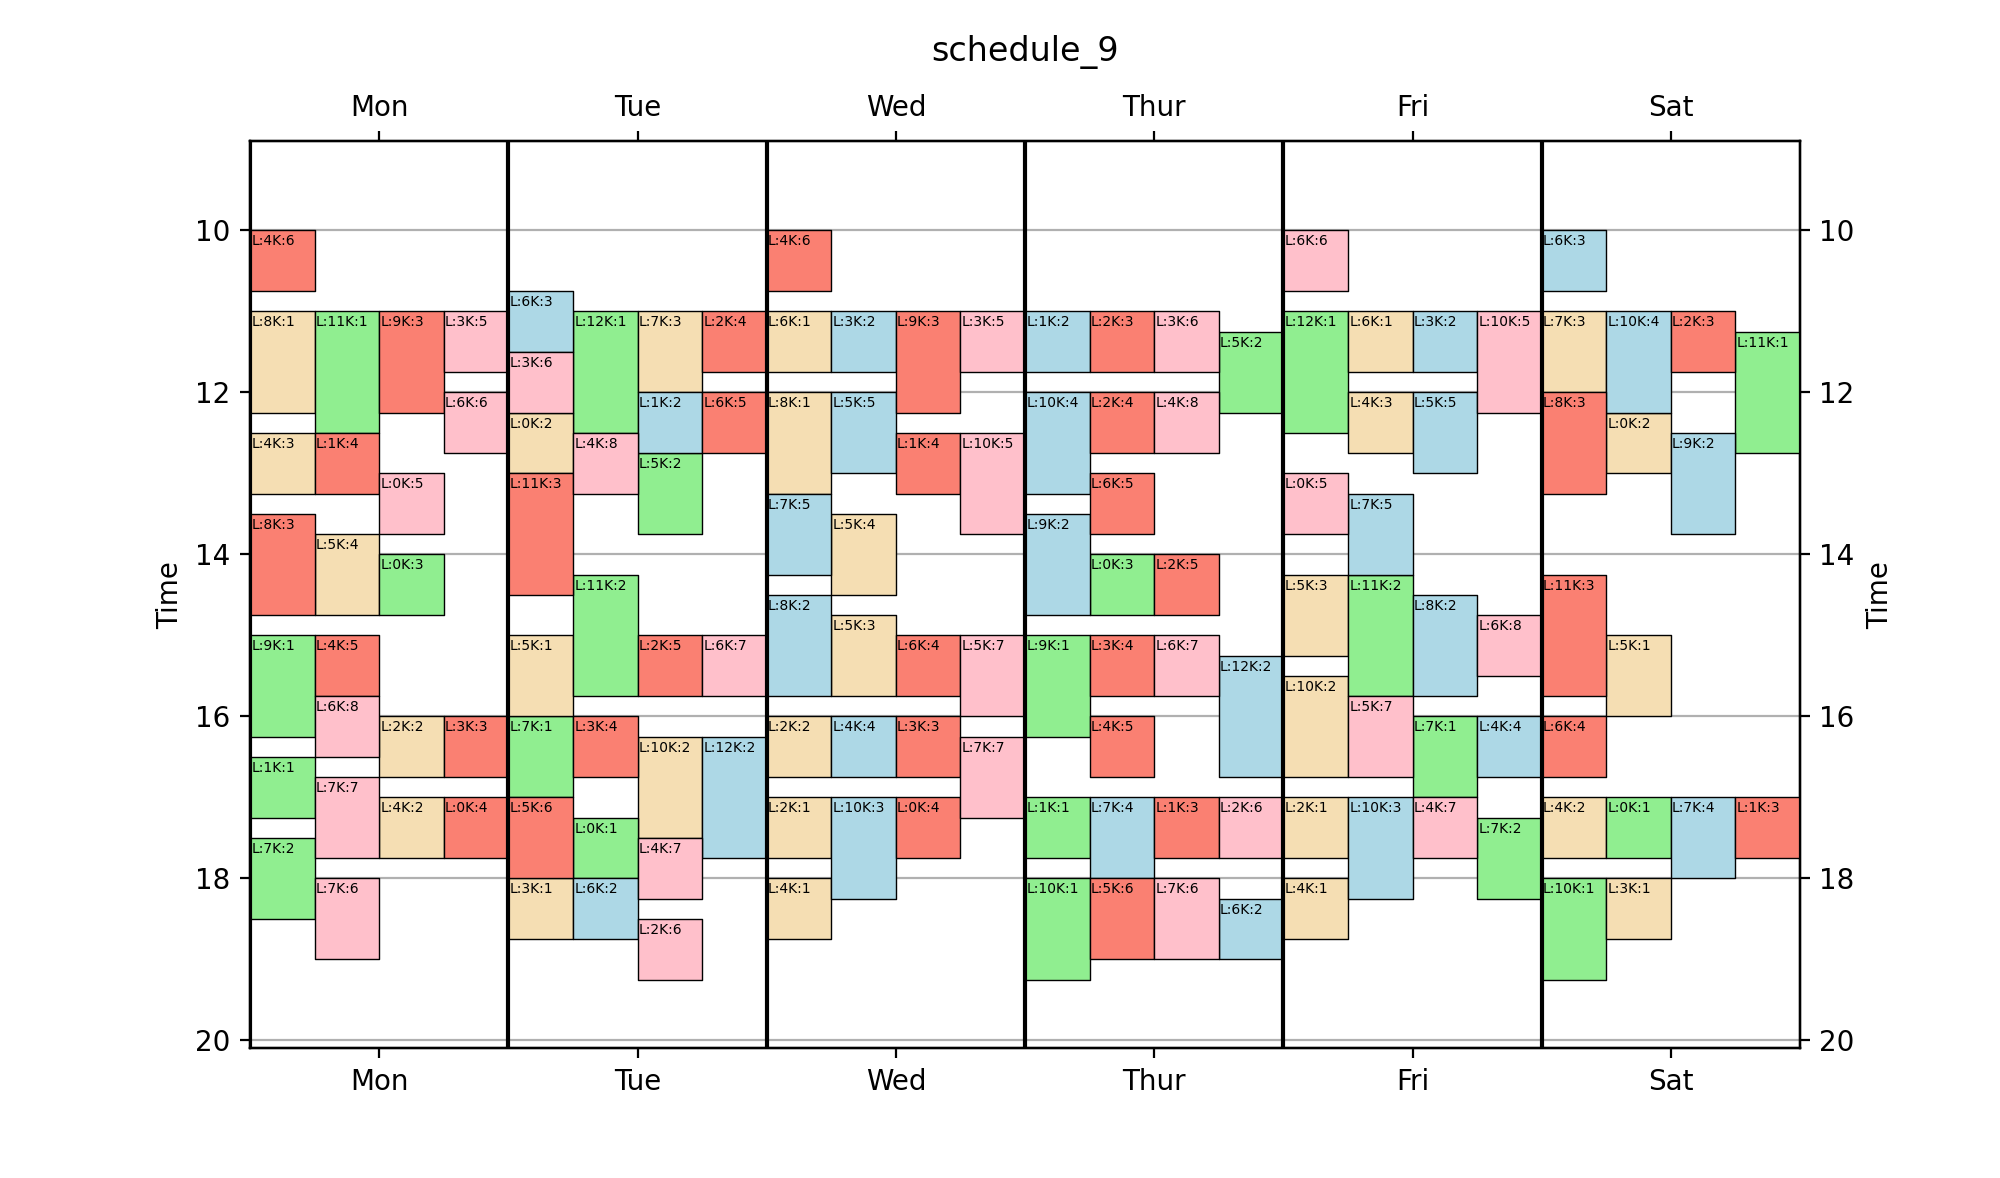 schedule_9
Mon Tue Wed Thur Fri Sat
Time
Time
10 10
12 12
14 14
16 16
18 18
20 20
L:4K:6
L:8K:1 L:11K:1 L:9K:3 L:3K:5
L:6K:6
L:4K:3 L:1K:4
L:0K:5
L:8K:3
L:5K:4
L:0K:3
L:9K:1 L:4K:5
L:6K:8
L:2K:2 L:3K:3
L:1K:1
L:7K:7
L:4K:2 L:0K:4
L:7K:2
L:7K:6
L:6K:3
L:12K:1 L:7K:3 L:2K:4
L:3K:6
L:1K:2 L:6K:5
L:0K:2
L:4K:8
L:5K:2
L:11K:3
L:11K:2
L:5K:1 L:2K:5 L:6K:7
L:7K:1 L:3K:4
L:10K:2 L:12K:2
L:5K:6
L:0K:1
L:4K:7
L:3K:1 L:6K:2
L:2K:6
L:4K:6
L:6K:1 L:3K:2 L:9K:3 L:3K:5
L:8K:1 L:5K:5
L:1K:4 L:10K:5
L:7K:5
L:5K:4
L:8K:2
L:5K:3
L:6K:4 L:5K:7
L:2K:2 L:4K:4 L:3K:3
L:7K:7
L:2K:1 L:10K:3 L:0K:4
L:4K:1
L:1K:2 L:2K:3 L:3K:6
L:5K:2
L:10K:4 L:2K:4 L:4K:8
L:6K:5
L:9K:2
L:0K:3 L:2K:5
L:9K:1 L:3K:4 L:6K:7
L:12K:2
L:4K:5
L:1K:1 L:7K:4 L:1K:3 L:2K:6
L:10K:1 L:5K:6 L:7K:6
L:6K:2
L:6K:6
L:12K:1 L:6K:1 L:3K:2 L:10K:5
L:4K:3 L:5K:5
L:0K:5
L:7K:5
L:5K:3 L:11K:2
L:8K:2
L:6K:8
L:10K:2
L:5K:7
L:7K:1 L:4K:4
L:2K:1 L:10K:3 L:4K:7
L:7K:2
L:4K:1
L:6K:3
L:7K:3 L:10K:4 L:2K:3
L:11K:1
L:8K:3
L:0K:2
L:9K:2
L:11K:3
L:5K:1
L:6K:4
L:4K:2 L:0K:1 L:7K:4 L:1K:3
L:10K:1 L:3K:1
Mon Tue Wed Thur Fri Sat